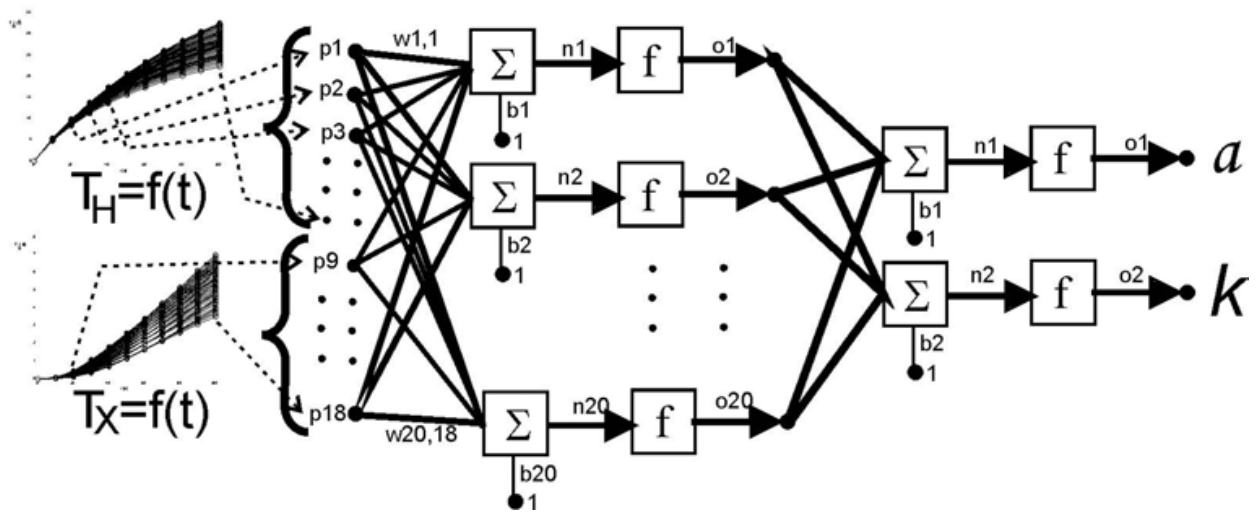 p1
w1,1
Σ
n1
f
o1
b1
1
p2
p3
T_H=f(t)
Σ
n2
f
o2
b2
1
p9
T_X=f(t)
p18
w20,18
Σ
n20
f
o20
b20
1
Σ
n1
f
o1
a
b1
1
Σ
n2
f
o2
k
b2
1